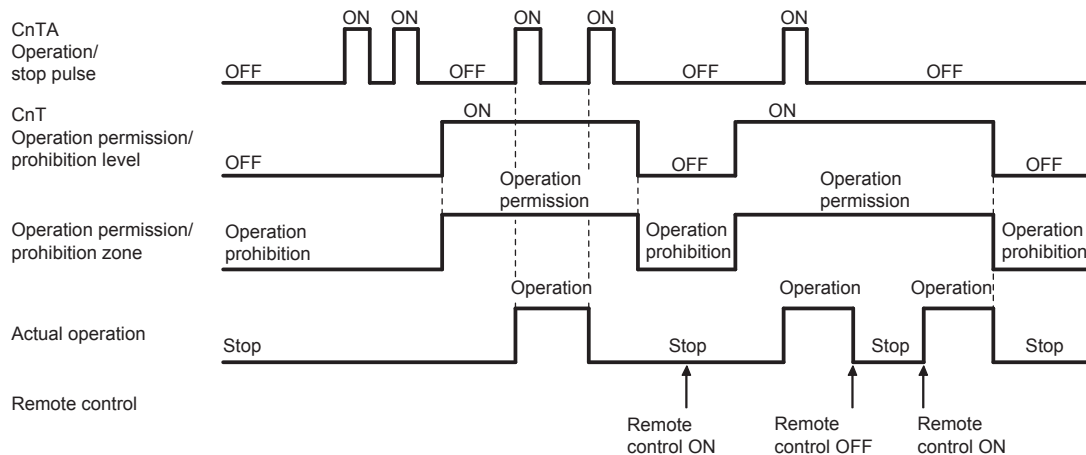 ON ON ON ON ON
CnTA
Operation/
stop pulse
OFF OFF OFF OFF
CnT
Operation permission/
prohibition level
ON ON
OFF OFF OFF
Operation permission/
prohibition zone
Operation
permission
Operation
permission
Operation
prohibition
Operation
prohibition
Operation
prohibition
Actual operation
Operation Operation Operation
Stop Stop Stop Stop
Remote control
Remote
control ON
Remote
control OFF
Remote
control ON